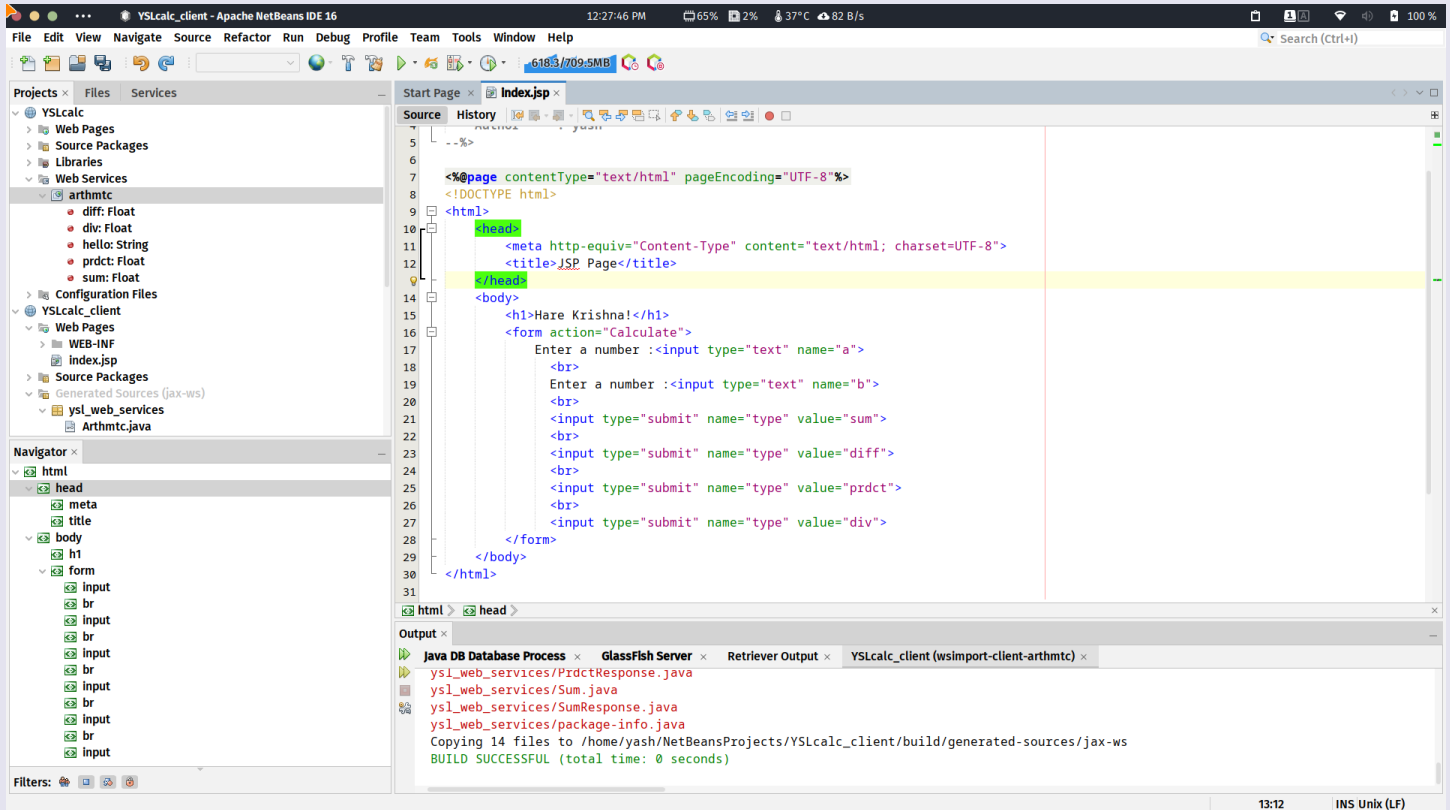 YSLcalc_client - Apache NetBeans IDE 16
12:27:46 PM
65% 2% 37°C 82 B/s
1 A
100 %
File Edit View Navigate Source Refactor Run Debug Profile Team Tools Window Help
Search (Ctrl+I)
618.3/709.5MB
Projects × Files Services
YSLcalc
Web Pages
Source Packages
Libraries
Web Services
arthmtc
diff: Float
div: Float
hello: String
prdct: Float
sum: Float
Configuration Files
YSLcalc_client
Web Pages
WEB-INF
index.jsp
Source Packages
Generated Sources (jax-ws)
ysl_web_services
Arthmtc.java
Navigator ×
html
head
meta
title
body
h1
form
input
br
input
br
input
br
input
br
input
br
input
Filters:
Start Page × index.jsp ×
Source History
4 Author : yash
5 --%>
6
7 <%@page contentType="text/html" pageEncoding="UTF-8"%>
8 <!DOCTYPE html>
9 <html>
10 <head>
11 <meta http-equiv="Content-Type" content="text/html; charset=UTF-8">
12 <title>JSP Page</title>
</head>
14 <body>
15 <h1>Hare Krishna!</h1>
16 <form action="Calculate">
17 Enter a number :<input type="text" name="a">
18 <br>
19 Enter a number :<input type="text" name="b">
20 <br>
21 <input type="submit" name="type" value="sum">
22 <br>
23 <input type="submit" name="type" value="diff">
24 <br>
25 <input type="submit" name="type" value="prdct">
26 <br>
27 <input type="submit" name="type" value="div">
28 </form>
29 </body>
30 </html>
31
html head
Output ×
Java DB Database Process × GlassFish Server × Retriever Output × YSLcalc_client (wsimport-client-arthmtc) ×
ysl_web_services/PrdctResponse.java
ysl_web_services/Sum.java
ysl_web_services/SumResponse.java
ysl_web_services/package-info.java
Copying 14 files to /home/yash/NetBeansProjects/YSLcalc_client/build/generated-sources/jax-ws
BUILD SUCCESSFUL (total time: 0 seconds)
13:12 INS Unix (LF)